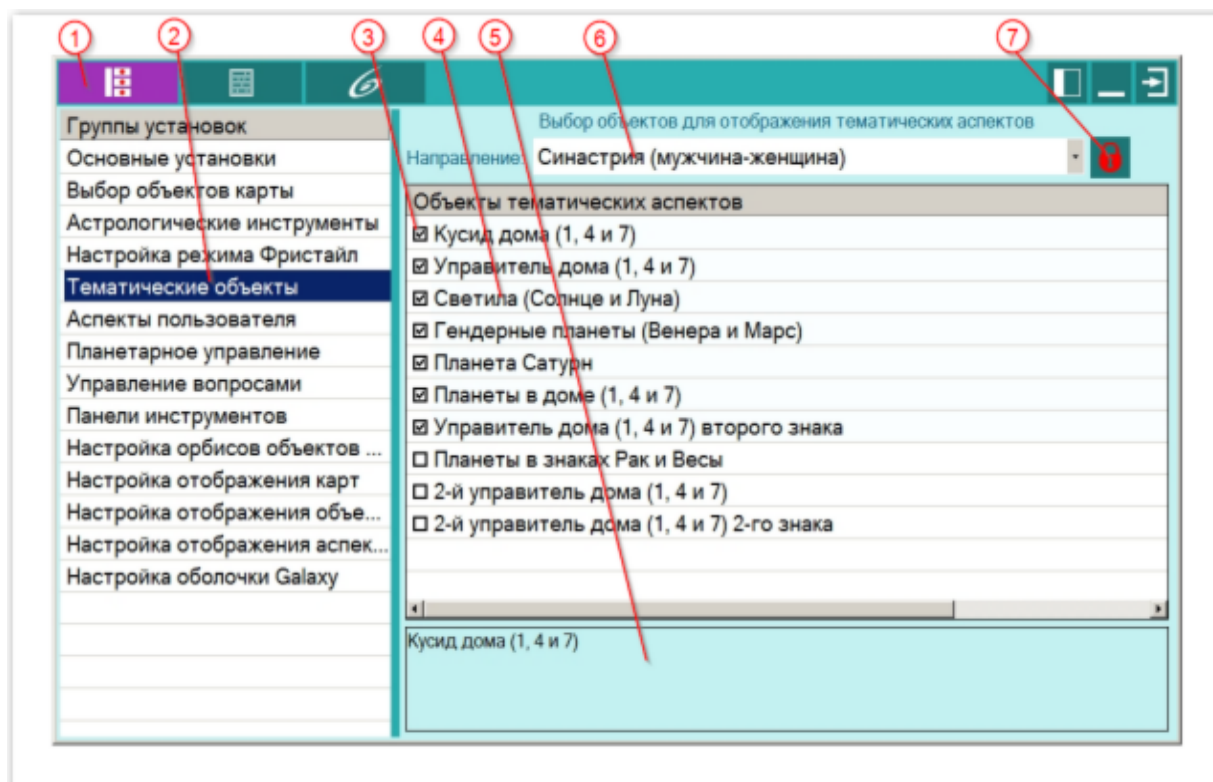 1 2 3 4 5 6 7
Группы установок
Основные установки
Выбор объектов карты
Астрологические инструменты
Настройка режима Фристайл
Тематические объекты
Аспекты пользователя
Планетарное управление
Управление вопросами
Панели инструментов
Настройка орбисов объектов ...
Настройка отображения карт
Настройка отображения объе...
Настройка отображения аспек...
Настройка оболочки Galaxy
Выбор объектов для отображения тематических аспектов
Направление: Синастрия (мужчина-женщина)
Объекты тематических аспектов
Кусид дома (1, 4 и 7)
Управитель дома (1, 4 и 7)
Светила (Солнце и Луна)
Гендерные планеты (Венера и Марс)
Планета Сатурн
Планеты в доме (1, 4 и 7)
Управитель дома (1, 4 и 7) второго знака
Планеты в знаках Рак и Весы
2-й управитель дома (1, 4 и 7)
2-й управитель дома (1, 4 и 7) 2-го знака
Кусид дома (1, 4 и 7)